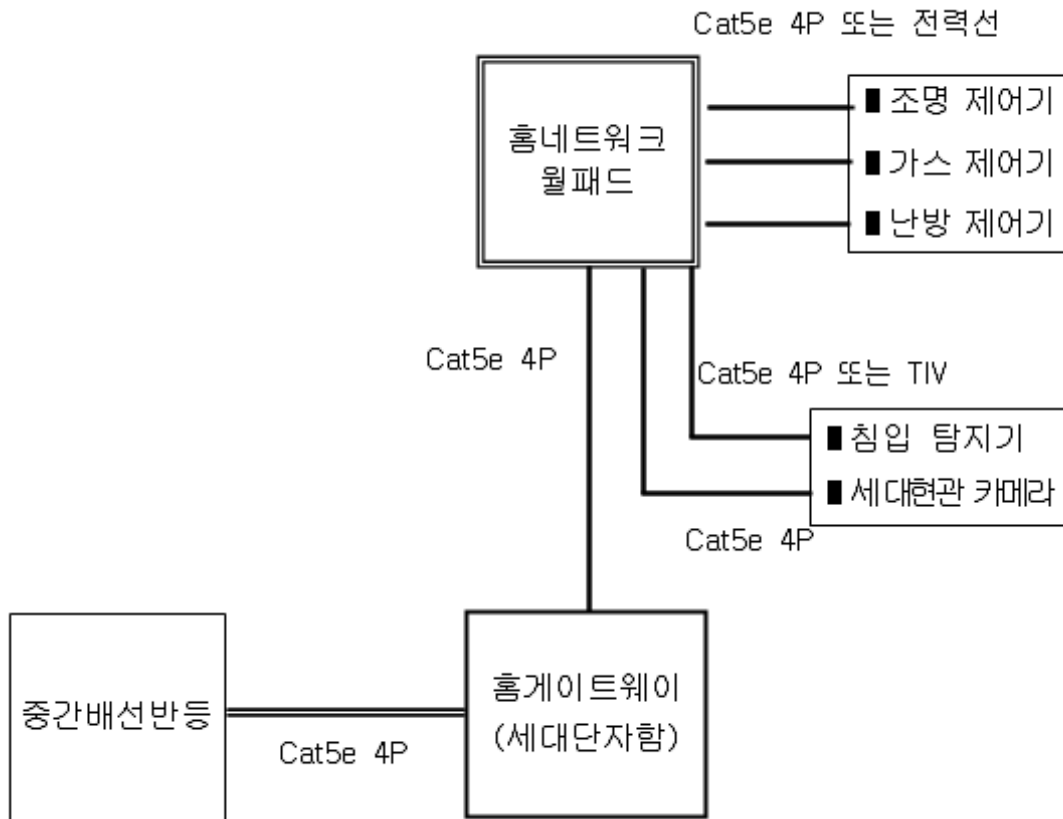 Cat5e 4P 또는 전력선
홈네트워크
월패드
■ 조명 제어기
■ 가스 제어기
■ 난방 제어기
Cat5e 4P
Cat5e 4P 또는 TIV
■ 침입 탐지기
■ 세대현관 카메라
Cat5e 4P
중간배선반등
홈게이트웨이
(세대단자함)
Cat5e 4P